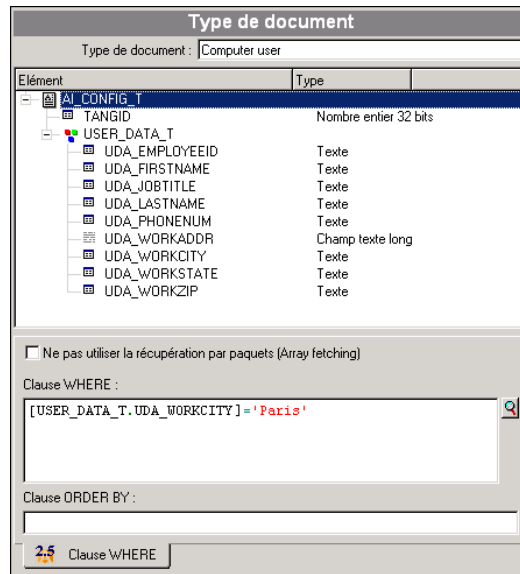 Type de document
Type de document : Computer user
Elément Type
AI_CONFIG_T
TANGID Nombre entier 32 bits
USER_DATA_T
UDA_EMPLOYEEID Texte
UDA_FIRSTNAME Texte
UDA_JOBTITLE Texte
UDA_LASTNAME Texte
UDA_PHONENUM Texte
UDA_WORKADDR Champ texte long
UDA_WORKCITY Texte
UDA_WORKSTATE Texte
UDA_WORKZIP Texte
Ne pas utiliser la récupération par paquets (Array fetching)
Clause WHERE :
[USER_DATA_T.UDA_WORKCITY]='Paris'
Clause ORDER BY :
2.5 Clause WHERE